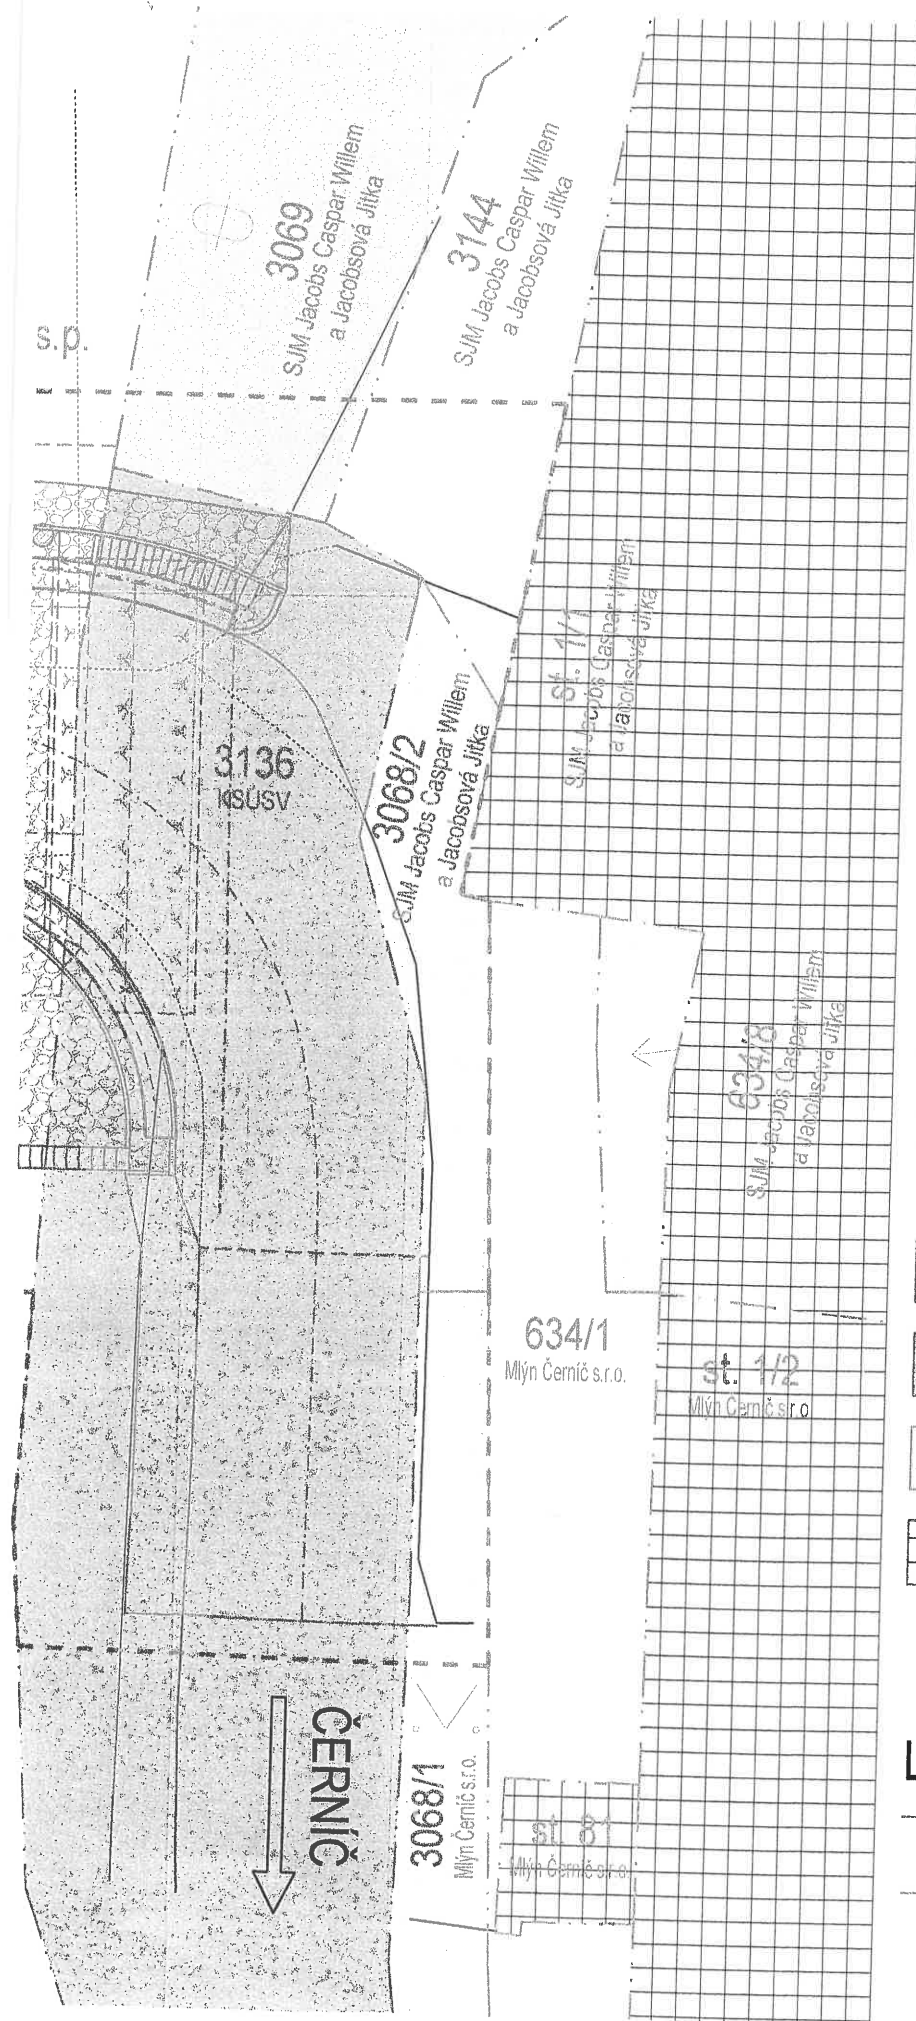 3069
SJM Jacobs Caspar Willem
a Jacobsová Jitka
3144
SJM Jacobs Caspar Willem
a Jacobsová Jitka
s.p.
st. 1/1
SJM Jacobs Caspar Willem
a Jacobsová Jitka
3136
KSÚSV
3068/2
SJM Jacobs Caspar Willem
a Jacobsová Jitka
634/8
SJM Jacobs Caspar Willem
a Jacobsová Jitka
634/1
Mlýn Černíč s.r.o.
st. 1/2
Mlýn Černíč s.r.o
ČERNÍČ
3068/1
Mlýn Černíč s.r.o.
st. 81
Mlýn Černíč s.r.o.